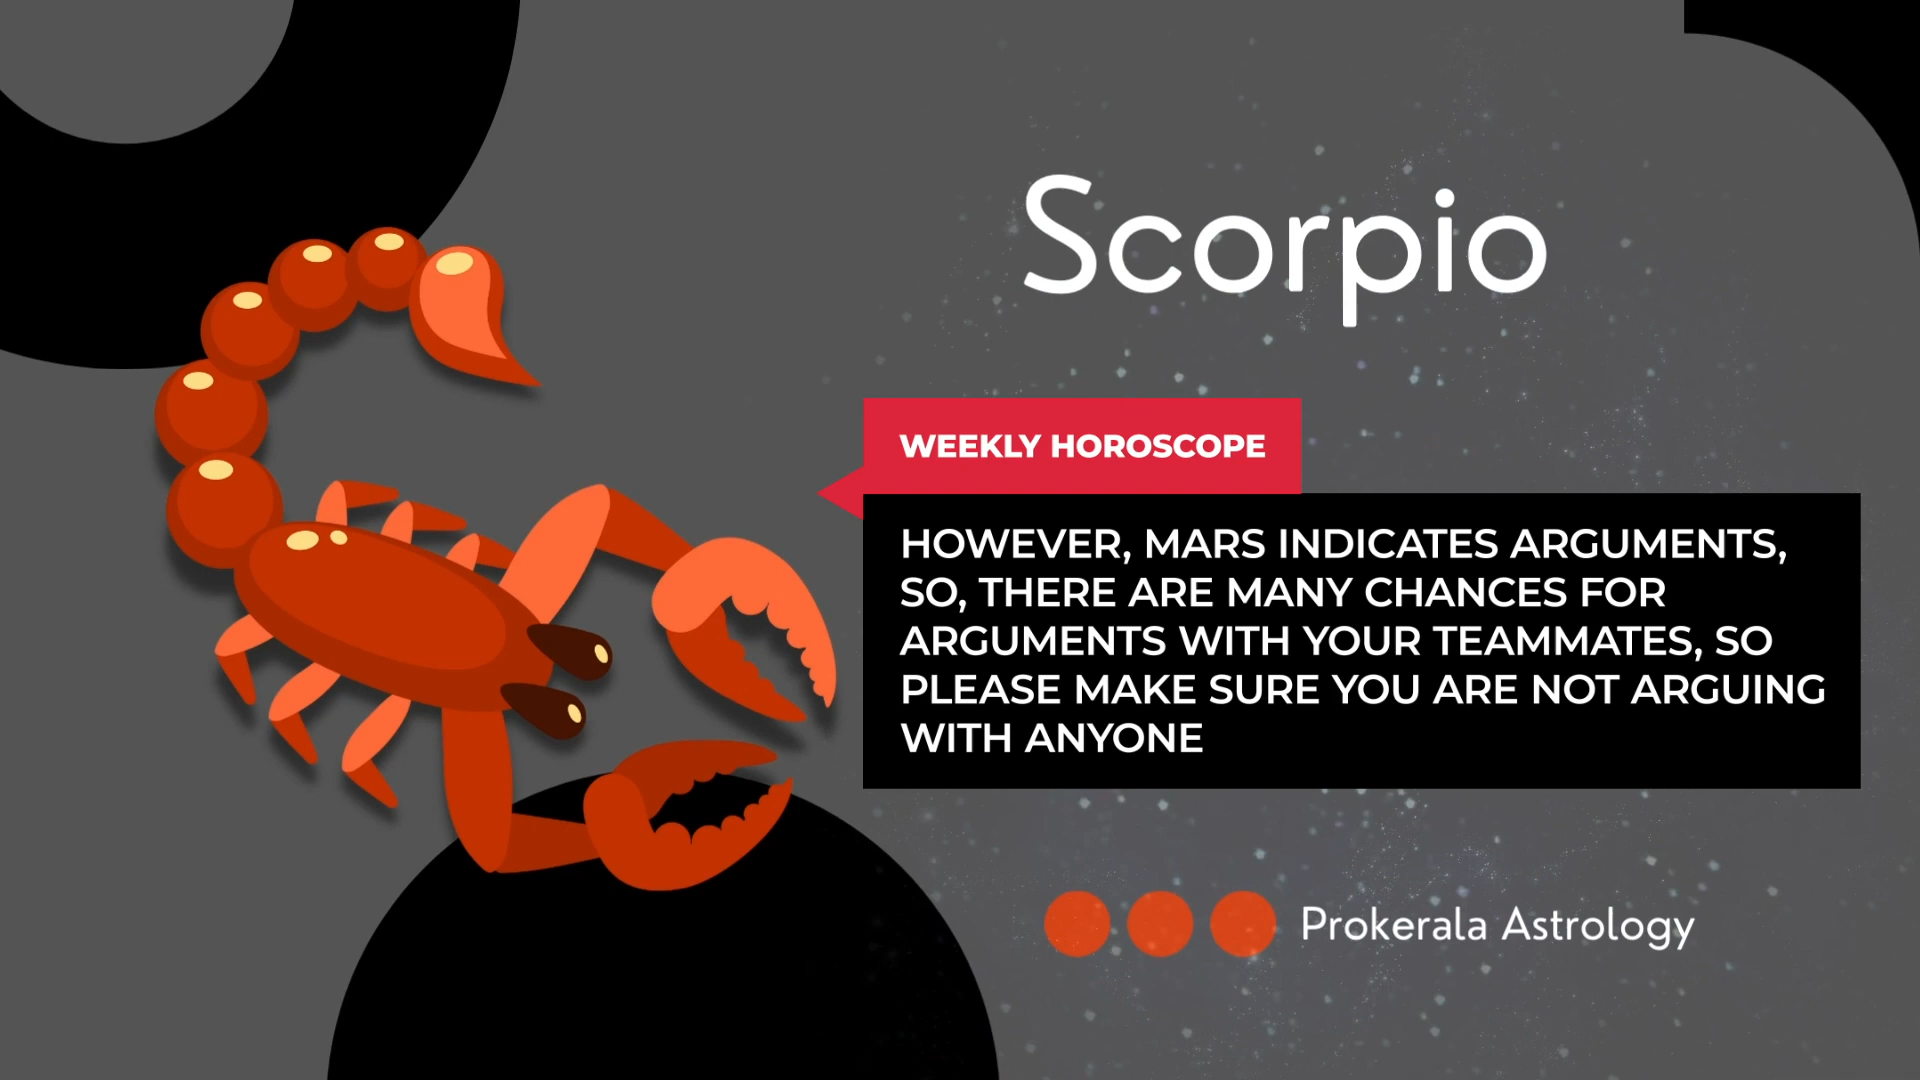 Scorpio
WEEKLY HOROSCOPE
HOWEVER, MARS INDICATES ARGUMENTS,
SO, THERE ARE MANY CHANCES FOR
ARGUMENTS WITH YOUR TEAMMATES, SO
PLEASE MAKE SURE YOU ARE NOT ARGUING
WITH ANYONE
Prokerala Astrology